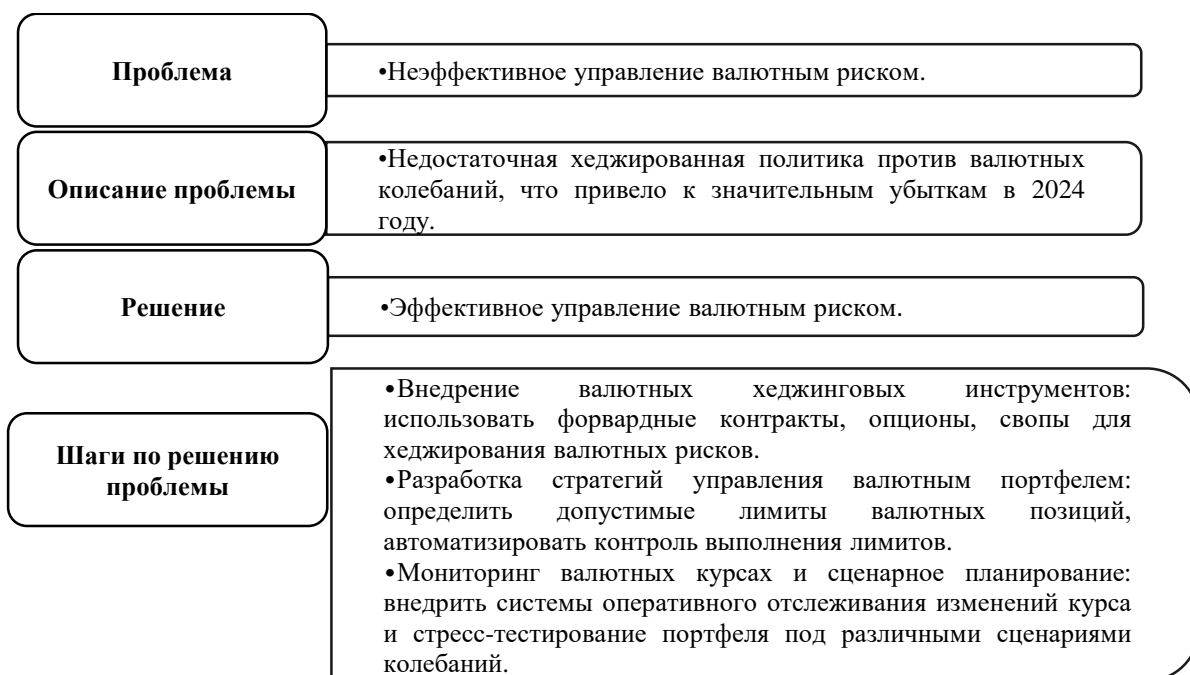 Проблема
•Неэффективное управление валютным риском.
Описание проблемы
•Недостаточная хеджированная политика против валютных
колебаний, что привело к значительным убыткам в 2024
году.
Решение
•Эффективное управление валютным риском.
Шаги по решению
проблемы
•Внедрение валютных хеджинговых инструментов:
использовать форвардные контракты, опционы, свопы для
хеджирования валютных рисков.
•Разработка стратегий управления валютным портфелем:
определить допустимые лимиты валютных позиций,
автоматизировать контроль выполнения лимитов.
•Мониторинг валютных курсах и сценарное планирование:
внедрить системы оперативного отслеживания изменений курса
и стресс-тестирование портфеля под различными сценариями
колебаний.